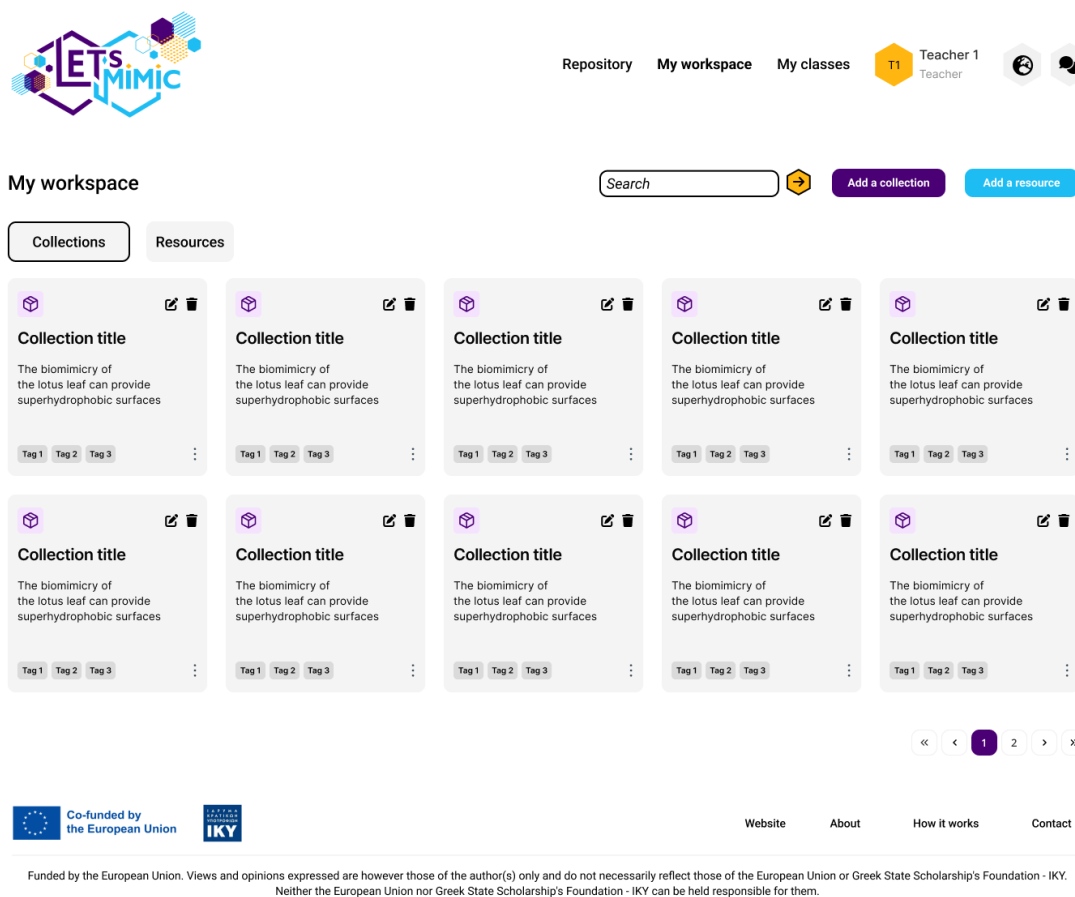 LET'S
MiMiC
Repository
My workspace
My classes
T1
Teacher 1
Teacher
My workspace
Search
Add a collection
Add a resource
Collections
Resources
Collection title
The biomimicry of
the lotus leaf can provide
superhydrophobic surfaces
Tag 1 Tag 2 Tag 3
Collection title
The biomimicry of
the lotus leaf can provide
superhydrophobic surfaces
Tag 1 Tag 2 Tag 3
Collection title
The biomimicry of
the lotus leaf can provide
superhydrophobic surfaces
Tag 1 Tag 2 Tag 3
Collection title
The biomimicry of
the lotus leaf can provide
superhydrophobic surfaces
Tag 1 Tag 2 Tag 3
Collection title
The biomimicry of
the lotus leaf can provide
superhydrophobic surfaces
Tag 1 Tag 2 Tag 3
Collection title
The biomimicry of
the lotus leaf can provide
superhydrophobic surfaces
Tag 1 Tag 2 Tag 3
Collection title
The biomimicry of
the lotus leaf can provide
superhydrophobic surfaces
Tag 1 Tag 2 Tag 3
Collection title
The biomimicry of
the lotus leaf can provide
superhydrophobic surfaces
Tag 1 Tag 2 Tag 3
Collection title
The biomimicry of
the lotus leaf can provide
superhydrophobic surfaces
Tag 1 Tag 2 Tag 3
Collection title
The biomimicry of
the lotus leaf can provide
superhydrophobic surfaces
Tag 1 Tag 2 Tag 3
« ‹ 1 2 › »
Co-funded by
the European Union
ΙΔΡΥΜΑ
ΚΡΑΤΙΚΩΝ
ΥΠΟΤΡΟΦΙΩΝ
IKY
Website
About
How it works
Contact
Funded by the European Union. Views and opinions expressed are however those of the author(s) only and do not necessarily reflect those of the European Union or Greek State Scholarship's Foundation - IKY.
Neither the European Union nor Greek State Scholarship's Foundation - IKY can be held responsible for them.